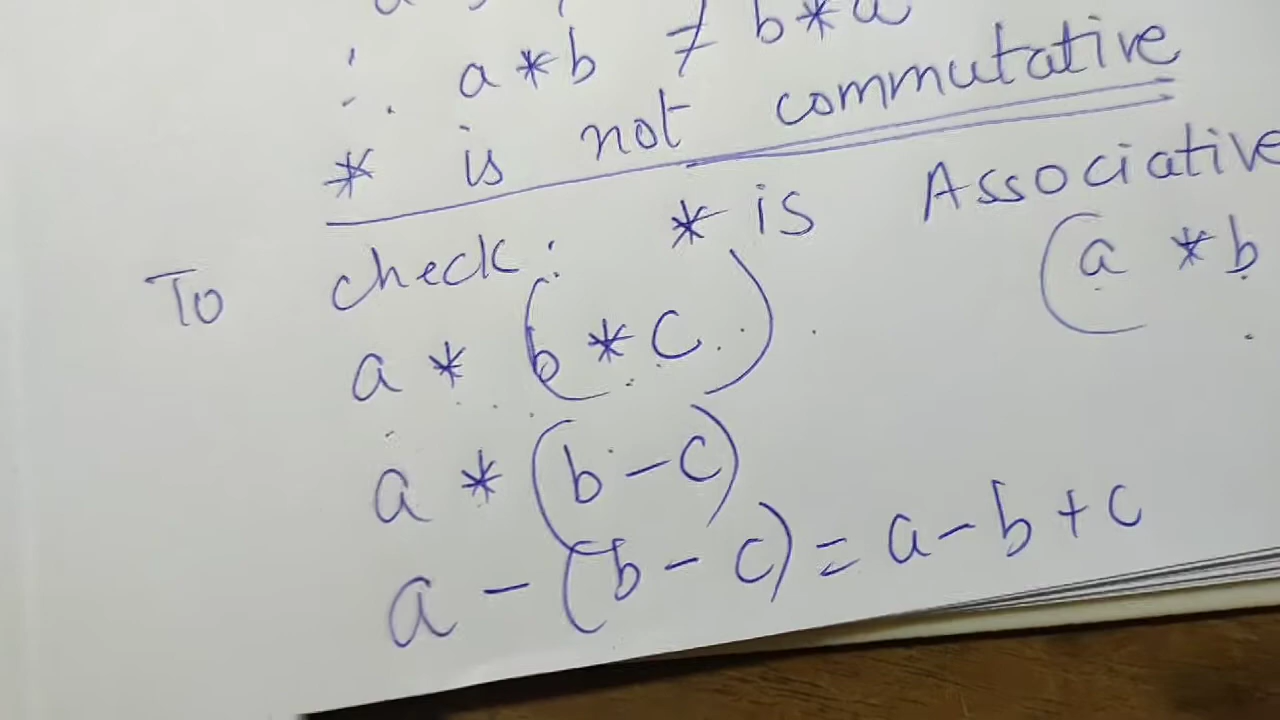 ∴ a * b ≠ b * a
* is not commutative
To check: * is Associative
a * (b * c) (a * b
a * (b - c)
a - (b - c) = a - b + c